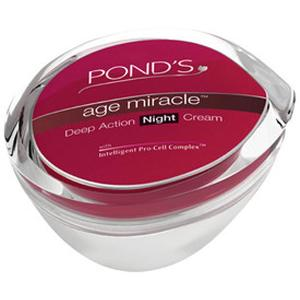 POND'S
age miracle™
Deep Action Night Cream
with
Intelligent Pro-Cell Complex™